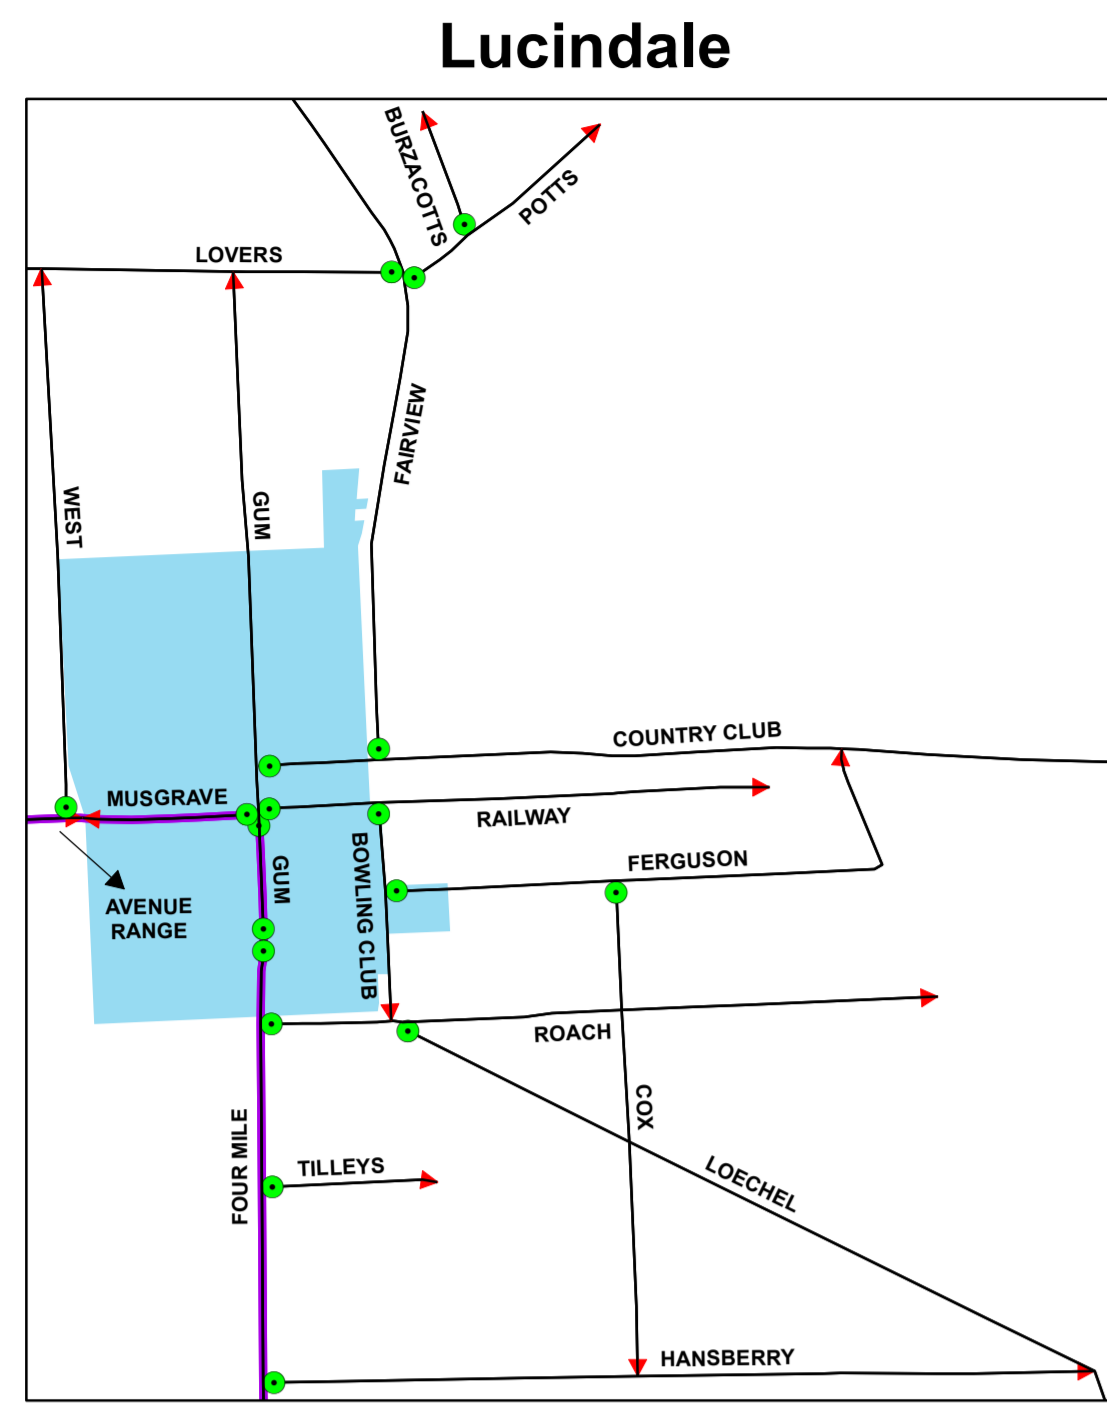 Lucindale
BURZACOTTS
POTTS
LOVERS
FAIRVIEW
WEST
GUM
COUNTRY CLUB
MUSGRAVE
RAILWAY
BOWLING CLUB
FERGUSON
GUM
AVENUE
RANGE
ROACH
COX
FOUR MILE
TILLEYS
LOECHEL
HANSBERRY